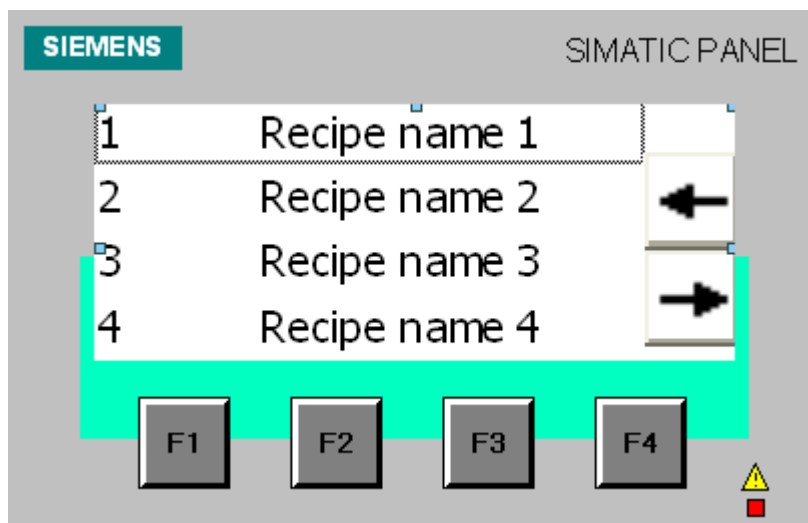 SIEMENS SIMATIC PANEL
1 Recipe name 1
2 Recipe name 2
3 Recipe name 3
4 Recipe name 4
F1 F2 F3 F4